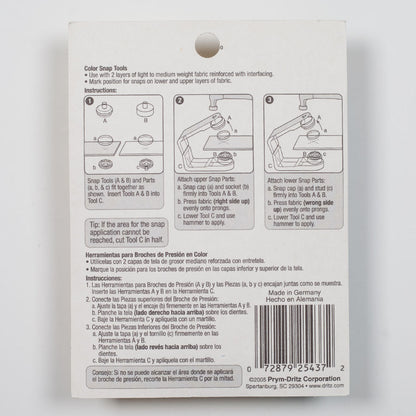 Color Snap Tools
• Use with 2 layers of light to medium weight fabric reinforced with interfacing.
• Mark position for snaps on lower and upper layers of fabric.
Instructions:
1
A
B
a
b
b
c
2
A
B
a
b
C
3
A
B
a
c
C
Snap Tools (A & B) and Parts
(a, b, & c) fit together as
shown. Insert Tools A & B into
Tool C.
Attach upper Snap Parts:
a. Snap cap (a) and socket (b)
firmly into Tools A & B.
b. Press fabric (right side up)
evenly onto prongs.
c. Lower Tool C and use
hammer to apply.
Attach lower Snap Parts:
a. Snap cap (a) and stud (c)
firmly into Tools A & B.
b. Press fabric (wrong side
up) evenly onto prongs.
c. Lower Tool C and use
hammer to apply.
Tip: If the area for the snap
application cannot be
reached, cut Tool C in half.
Herramientas para Broches de Presión en Color
• Utilícelas con 2 capas de tela de grosor mediano reforzada con entretela.
• Marque la posición para los broches de presión en las capas inferior y superior de la tela.
Instrucciones:
1. Las Herramientas para Broches de Presión (A y B) y las Piezas (a, b y c) encajan juntas como se muestra.
Inserte las Herramientas A y B en la Herramienta C.
2. Conecte las Piezas Superiores del Broche de Presión:
a. Ajuste la tapa (a) y el encaje (b) firmemente en las Herramientas A y B.
b. Planche la tela (lado derecho hacia arriba) sobre los dientes.
c. Baje la Herramienta C y aplíquela con un martillo.
3. Conecte las Piezas Inferiores del Broche de Presión:
a. Ajuste la tapa (a) y el tornillo (c) firmemente en las Herramientas A y B.
b. Planche la tela (lado revés hacia arriba) sobre los dientes.
c. Baje la Herramienta C y aplíquela con un martillo.
Consejo: Si no se puede alcanzar el área donde se aplicará
el broche de presión, recorte la Herramienta C por la mitad.
Made in Germany
Hecho en Alemania
0 72879 25437 2
©2005 Prym-Dritz Corporation
Spartanburg, SC 29304 • www.dritz.com